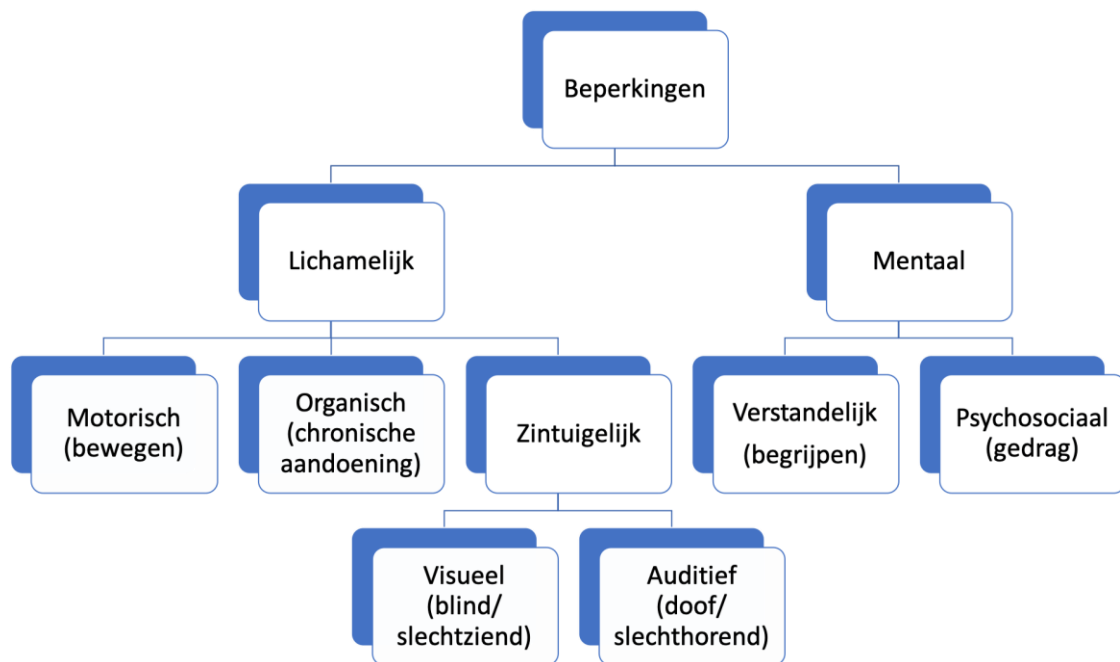 Beperkingen
Lichamelijk
Mentaal
Motorisch
(bewegen)
Organisch
(chronische
aandoening)
Zintuigelijk
Verstandelijk
(begrijpen)
Psychosociaal
(gedrag)
Visueel
(blind/
slechtziend)
Auditief
(doof/
slechthorend)